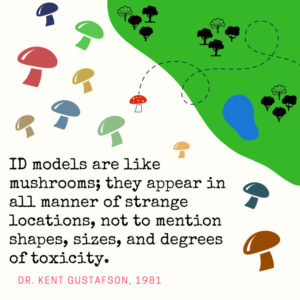 ID models are like
mushrooms; they appear in
all manner of strange
locations, not to mention
shapes, sizes, and degrees
of toxicity.
DR. KENT GUSTAFSON, 1981